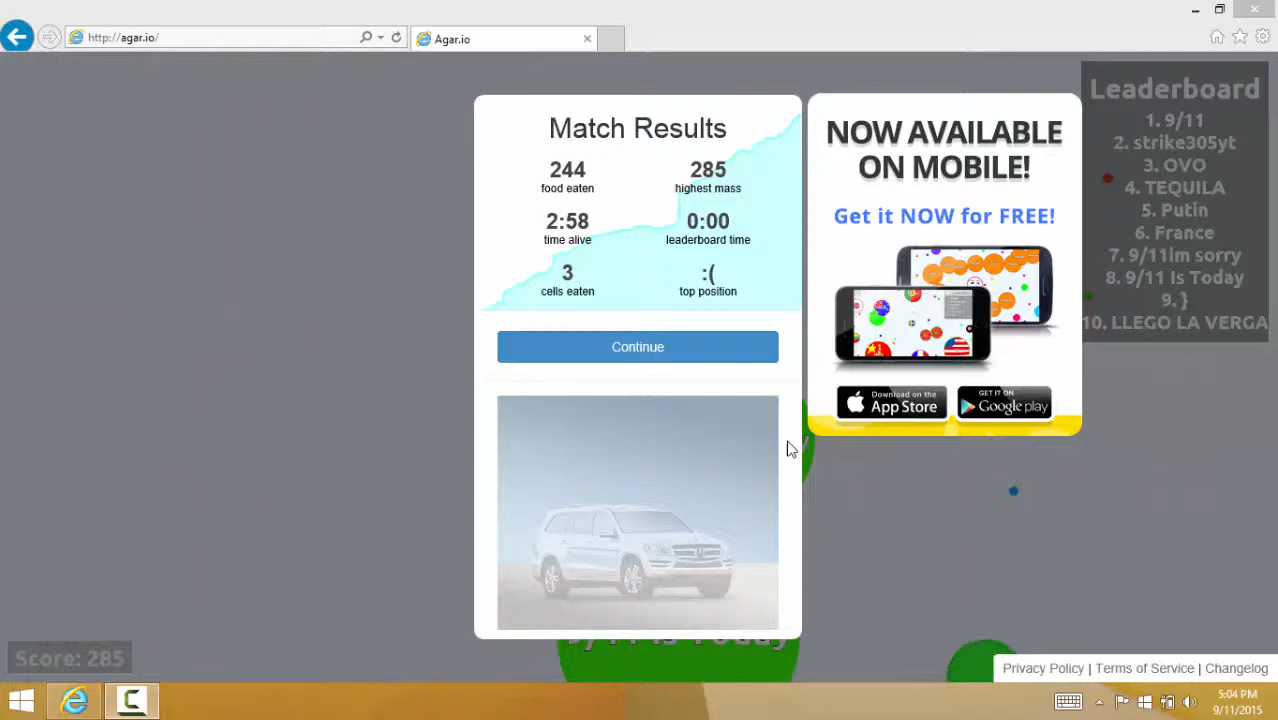 http://agar.io/
Agar.io
Match Results
244
food eaten
285
highest mass
2:58
time alive
0:00
leaderboard time
3
cells eaten
:(
top position
Continue
NOW AVAILABLE
ON MOBILE!
Get it NOW for FREE!
Download on the
App Store
GET IT ON
Google play
Leaderboard
1. 9/11
2. strike305yt
3. OVO
4. TEQUILA
5. Putin
6. France
7. 9/11im sorry
8. 9/11 Is Today
9. }
10. LLEGO LA VERGA
Score: 285
Privacy Policy | Terms of Service | Changelog
5:04 PM
9/11/2015